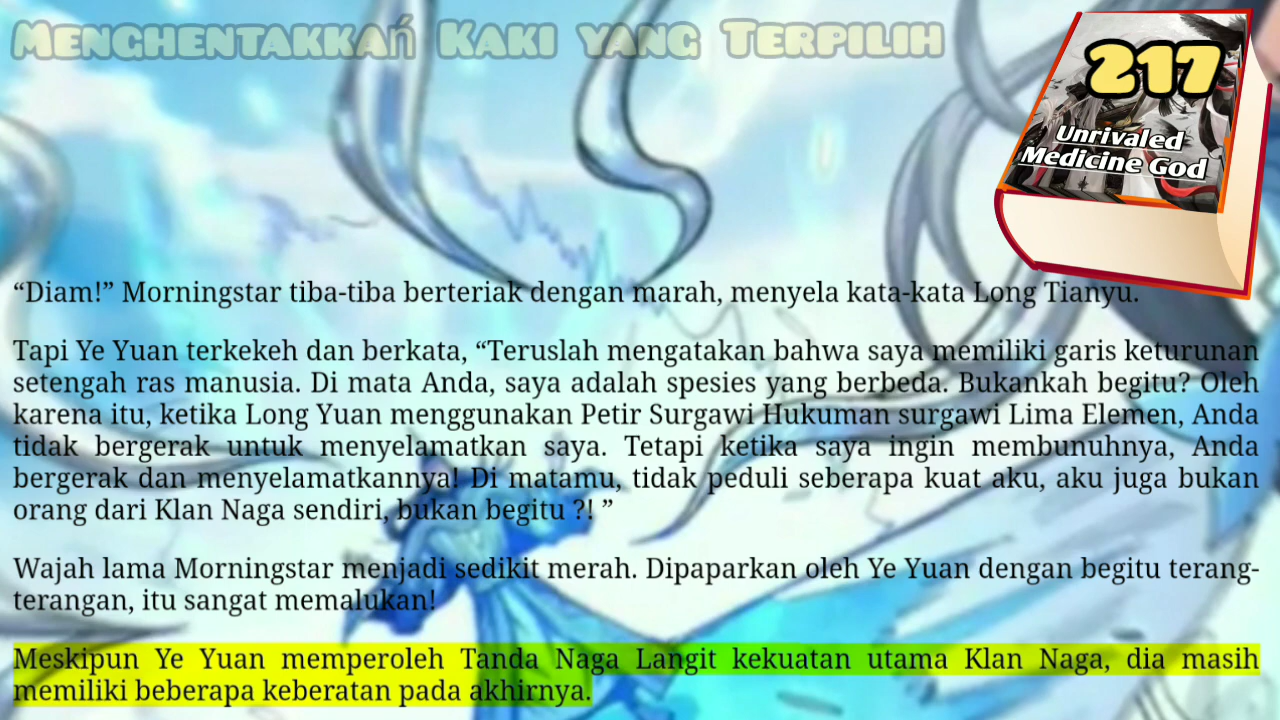 Menghentakkań Kaki yang Terpilih
217
Unrivaled
Medicine God
“Diam!” Morningstar tiba-tiba berteriak dengan marah, menyela kata-kata Long Tianyu.
Tapi Ye Yuan terkekeh dan berkata, “Teruslah mengatakan bahwa saya memiliki garis keturunan
setengah ras manusia. Di mata Anda, saya adalah spesies yang berbeda. Bukankah begitu? Oleh
karena itu, ketika Long Yuan menggunakan Petir Surgawi Hukuman surgawi Lima Elemen, Anda
tidak bergerak untuk menyelamatkan saya. Tetapi ketika saya ingin membunuhnya, Anda
bergerak dan menyelamatkannya! Di matamu, tidak peduli seberapa kuat aku, aku juga bukan
orang dari Klan Naga sendiri, bukan begitu ?! ”
Wajah lama Morningstar menjadi sedikit merah. Dipaparkan oleh Ye Yuan dengan begitu terang-
terangan, itu sangat memalukan!
Meskipun Ye Yuan memperoleh Tanda Naga Langit kekuatan utama Klan Naga, dia masih
memiliki beberapa keberatan pada akhirnya.